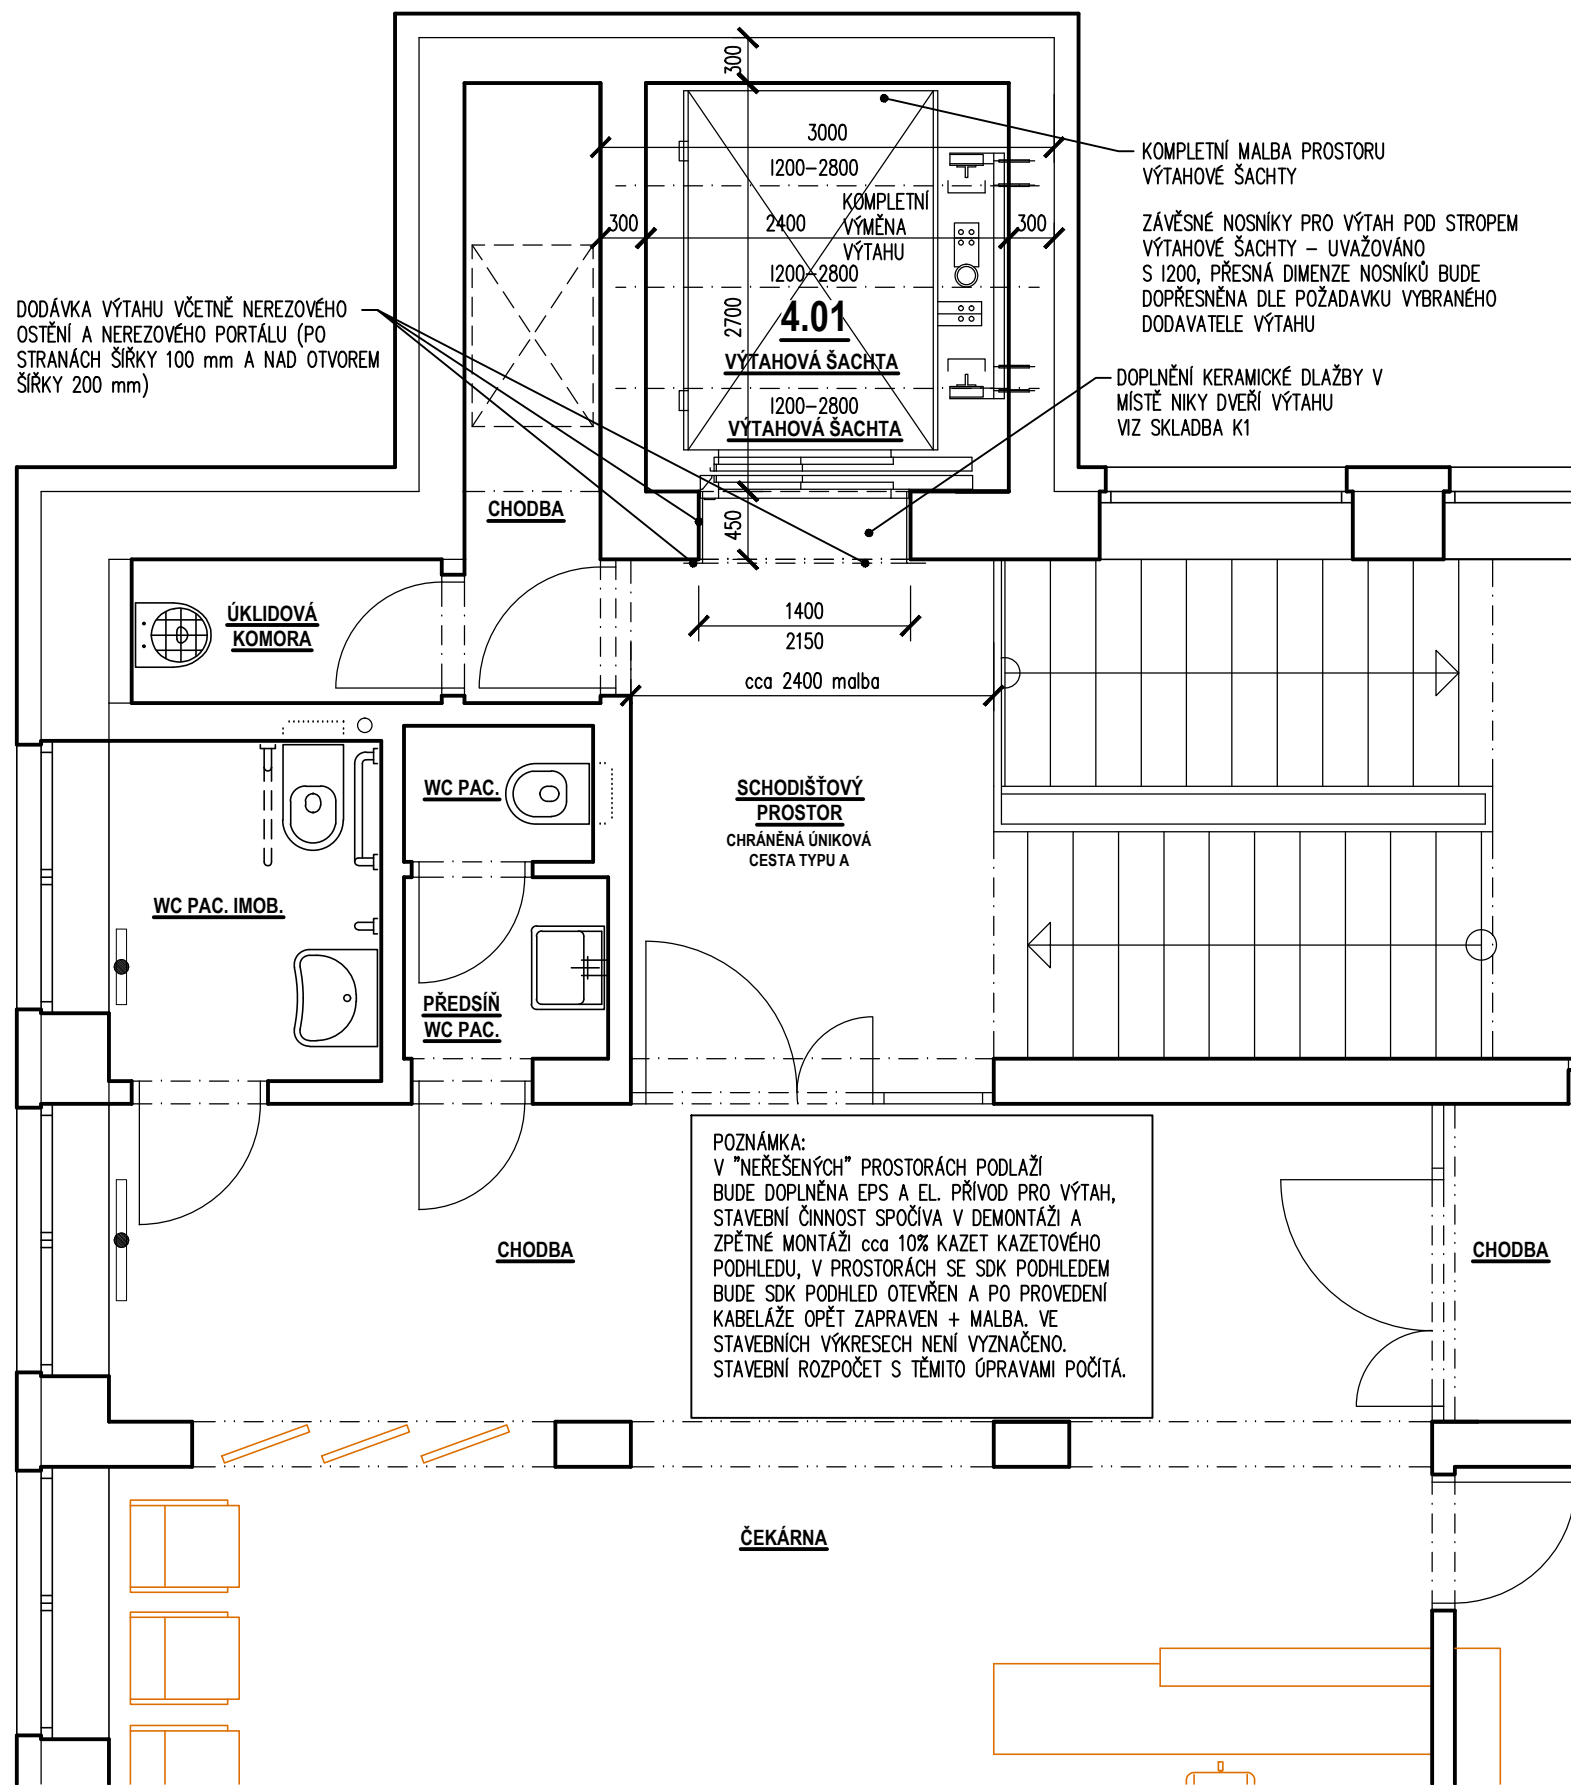 300
3000
I200-2800
KOMPLETNÍ
VÝMĚNA
VÝTAHU
300
2400
300
I200-2800
2700
4.01
VÝTAHOVÁ ŠACHTA
I200-2800
VÝTAHOVÁ ŠACHTA
KOMPLETNÍ MALBA PROSTORU
VÝTAHOVÉ ŠACHTY
ZÁVĚSNÉ NOSNÍKY PRO VÝTAH POD STROPEM
VÝTAHOVÉ ŠACHTY – UVAŽOVÁNO
S I200, PŘESNÁ DIMENZE NOSNÍKŮ BUDE
DOPŘESNĚNA DLE POŽADAVKU VYBRANÉHO
DODAVATELE VÝTAHU
DODÁVKA VÝTAHU VČETNĚ NEREZOVÉHO
OSTĚNÍ A NEREZOVÉHO PORTÁLU (PO
STRANÁCH ŠÍŘKY 100 mm A NAD OTVOREM
ŠÍŘKY 200 mm)
DOPLNĚNÍ KERAMICKÉ DLAŽBY V
MÍSTĚ NIKY DVEŘÍ VÝTAHU
VIZ SKLADBA K1
CHODBA
450
ÚKLIDOVÁ
KOMORA
1400
2150
cca 2400 malba
WC PAC.
SCHODIŠŤOVÝ
PROSTOR
CHRÁNĚNÁ ÚNIKOVÁ
CESTA TYPU A
WC PAC. IMOB.
PŘEDSÍŇ
WC PAC.
POZNÁMKA:
V "NEŘEŠENÝCH" PROSTORÁCH PODLAŽÍ
BUDE DOPLNĚNA EPS A EL. PŘÍVOD PRO VÝTAH,
STAVEBNÍ ČINNOST SPOČÍVA V DEMONTÁŽI A
ZPĚTNÉ MONTÁŽI cca 10% KAZET KAZETOVÉHO
PODHLEDU, V PROSTORÁCH SE SDK PODHLEDEM
BUDE SDK PODHLED OTEVŘEN A PO PROVEDENÍ
KABELÁŽE OPĚT ZAPRAVEN + MALBA. VE
STAVEBNÍCH VÝKRESECH NENÍ VYZNAČENO.
STAVEBNÍ ROZPOČET S TĚMITO ÚPRAVAMI POČÍTÁ.
CHODBA
CHODBA
ČEKÁRNA